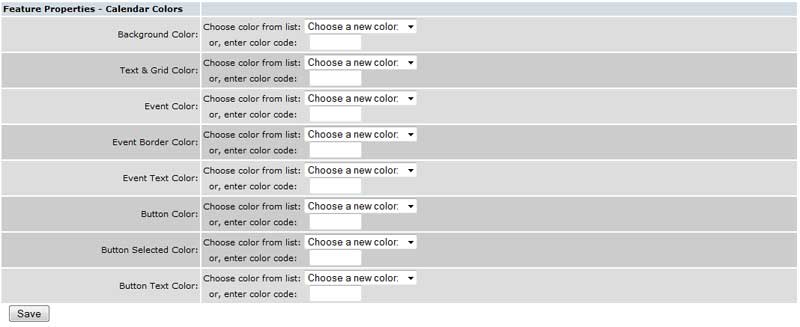 Feature Properties - Calendar Colors
Background Color: Choose color from list: Choose a new color:
or, enter color code:
Text & Grid Color: Choose color from list: Choose a new color:
or, enter color code:
Event Color: Choose color from list: Choose a new color:
or, enter color code:
Event Border Color: Choose color from list: Choose a new color:
or, enter color code:
Event Text Color: Choose color from list: Choose a new color:
or, enter color code:
Button Color: Choose color from list: Choose a new color:
or, enter color code:
Button Selected Color: Choose color from list: Choose a new color:
or, enter color code:
Button Text Color: Choose color from list: Choose a new color:
or, enter color code:
Save